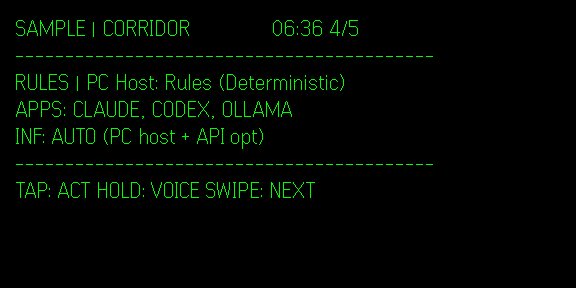 SAMPLE | CORRIDOR 06:36 4/5
------------------------------------------
RULES | PC Host: Rules (Deterministic)
APPS: CLAUDE, CODEX, OLLAMA
INF: AUTO (PC host + API opt)
------------------------------------------
TAP: ACT HOLD: VOICE SWIPE: NEXT